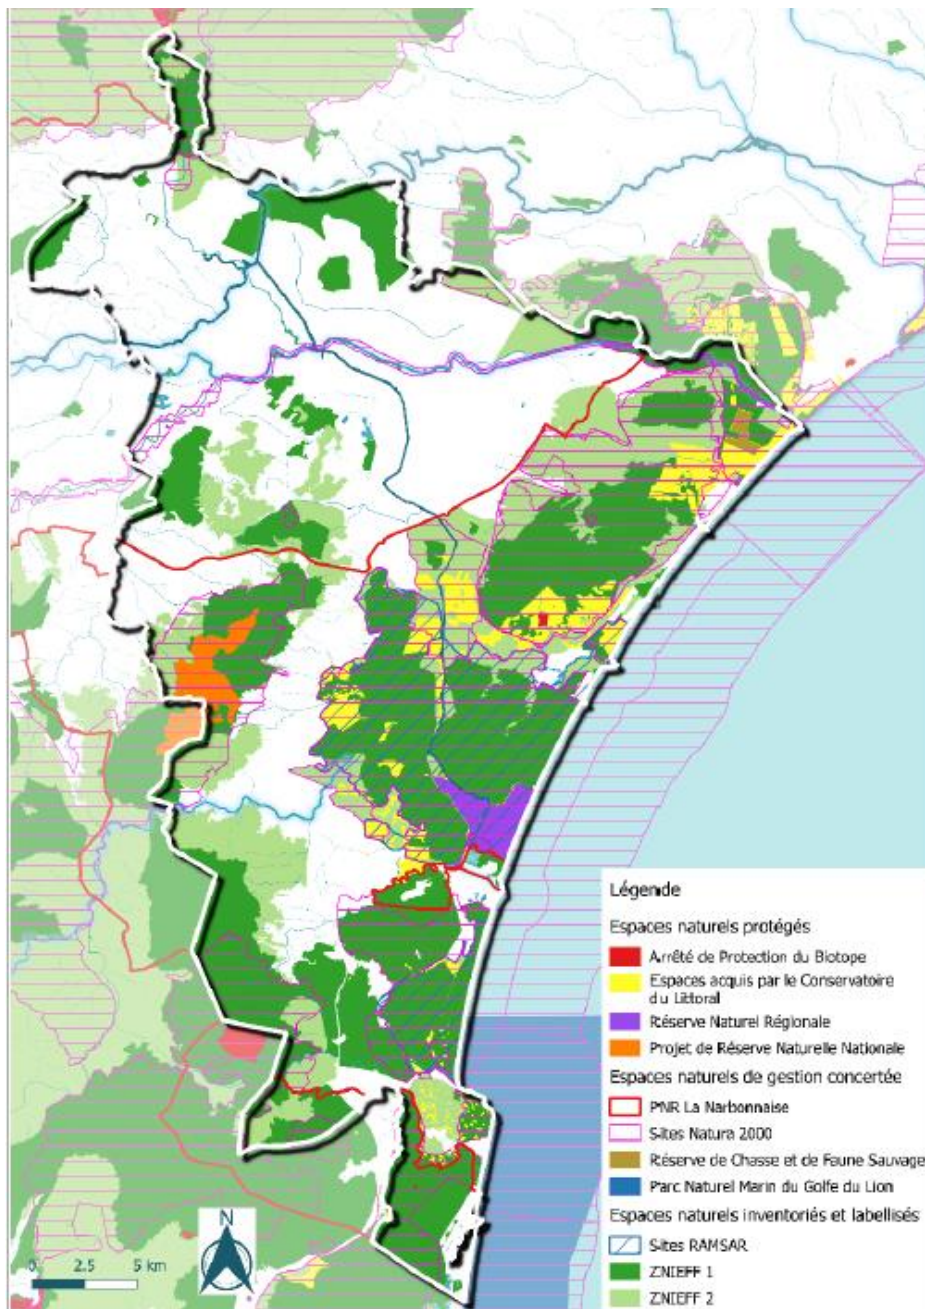 Légende
Espaces naturels protégés
Arrêté de Protection du Biotope
Espaces acquis par le Conservatoire
du Littoral
Réserve Naturel Régionale
Projet de Réserve Naturelle Nationale
Espaces naturels de gestion concertée
PNR La Narbonnaise
Sites Natura 2000
Réserve de Chasse et de Faune Sauvage
Parc Naturel Marin du Golfe du Lion
Espaces naturels inventoriés et labellisés
Sites RAMSAR
ZNIEFF 1
ZNIEFF 2
N
0 2.5 5 km